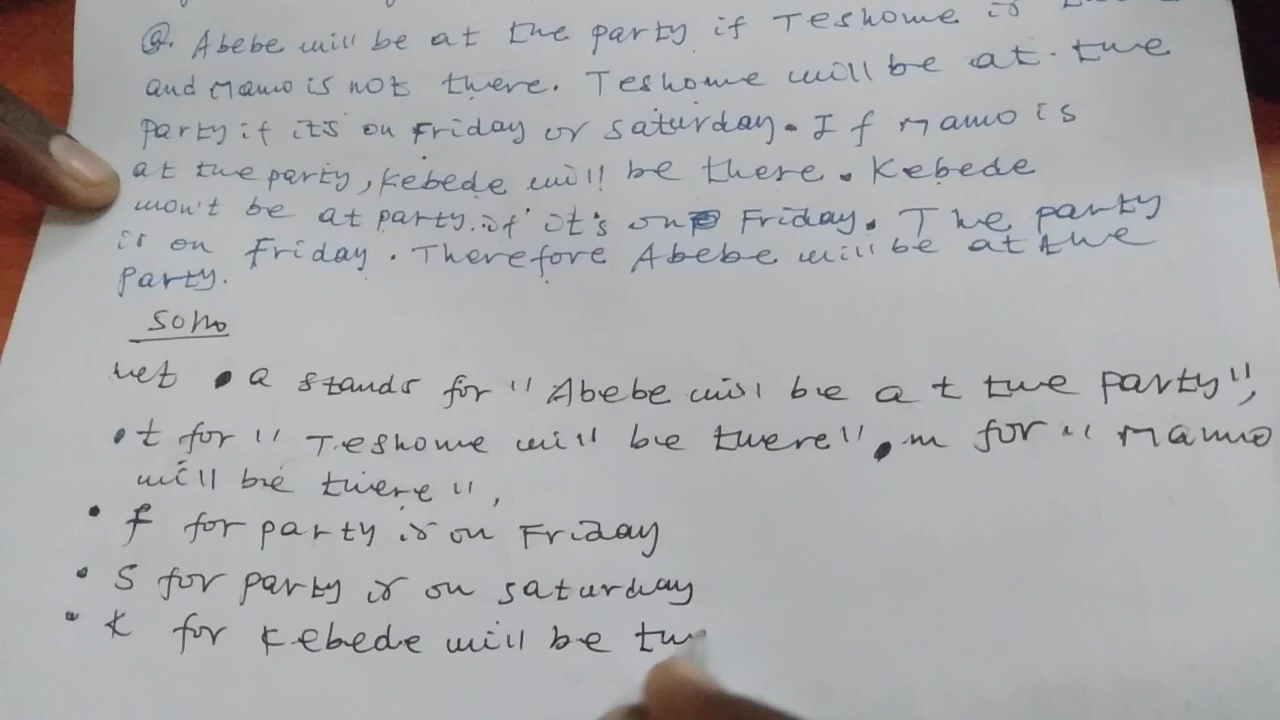 Q. Abebe will be at the party if Teshome is
and Mamo is not there. Teshome will be at the
party if it's on Friday or saturday. If Mamo is
at the party, Kebede will be there. Kebede
won't be at party if it's on Friday. The party
is on friday. Therefore Abebe will be at the
party.
Soln
Let a stands for "Abebe will be at the party",
• t for "Teshome will be there", m for "Mamo
will be there",
• f for party is on Friday
• S for party is on saturday
• K for Kebede will be